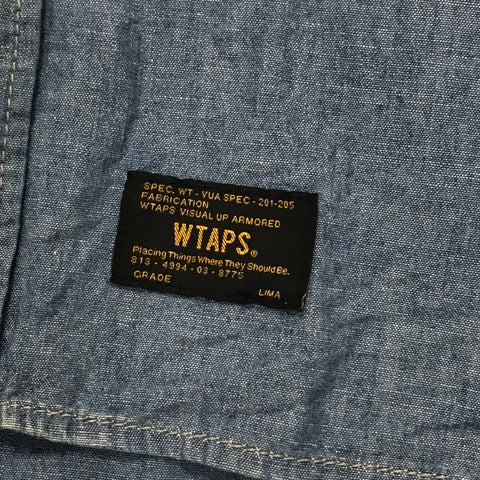 SPEC. WT - VUA SPEC - 201-205
FABRICATION
WTAPS VISUAL UP ARMORED
WTAPS®
Placing Things Where They Should Be.
813 - 4994 - 03 - 8775
GRADE LIMA